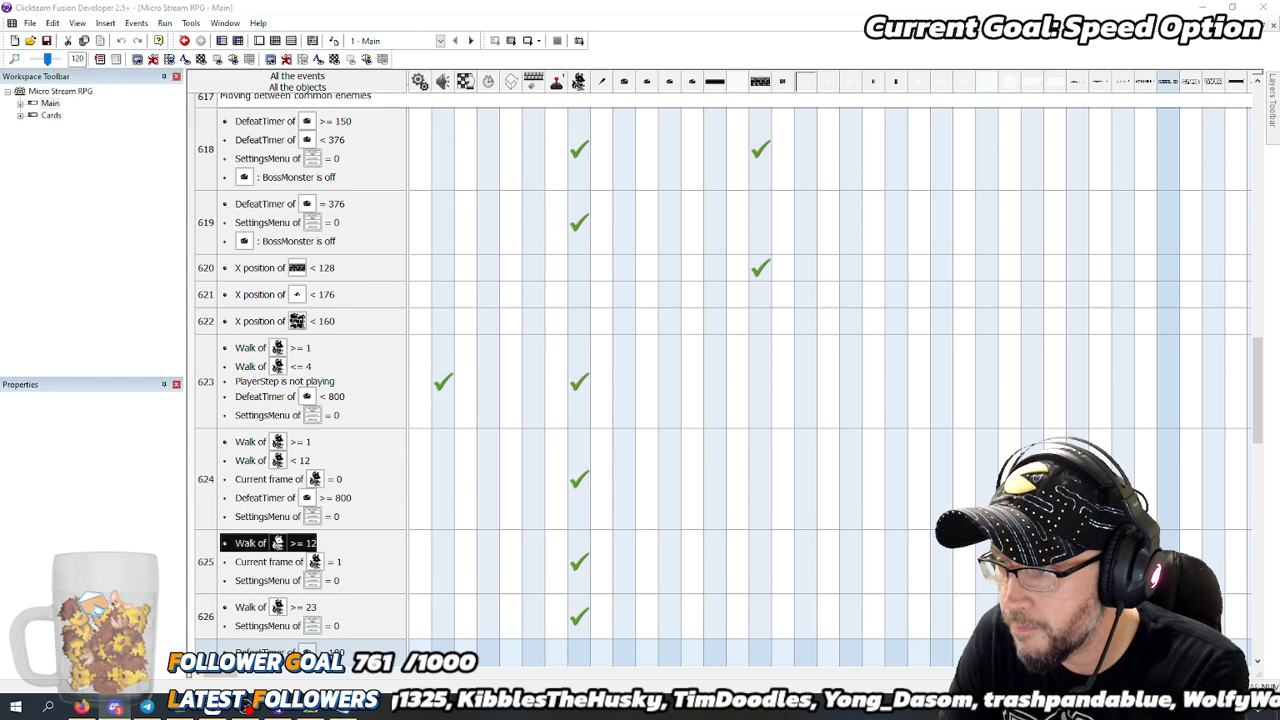 Clickteam Fusion Developer 2.5+ - [Micro Stream RPG - Main]
File Edit View Insert Events Run Tools Window Help
Current Goal: Speed Option
1 - Main
120
Workspace Toolbar
Micro Stream RPG
Main
Cards
Properties
Layers Toolbar
All the events
All the objects
617 Moving between common enemies
618
DefeatTimer of >= 150
DefeatTimer of < 376
SettingsMenu of = 0
: BossMonster is off
619
DefeatTimer of = 376
SettingsMenu of = 0
: BossMonster is off
620 X position of < 128
621 X position of < 176
622 X position of < 160
623
Walk of >= 1
Walk of <= 4
PlayerStep is not playing
DefeatTimer of < 800
SettingsMenu of = 0
624
Walk of >= 1
Walk of < 12
Current frame of = 0
DefeatTimer of >= 800
SettingsMenu of = 0
625
Walk of >= 12
Current frame of = 1
SettingsMenu of = 0
626
Walk of >= 23
SettingsMenu of = 0
Follower Goal 761 /1000
Latest Followers y1325, KibblesTheHusky, TimDoodles, Yong_Dasom, trashpandablue, WolfyWa